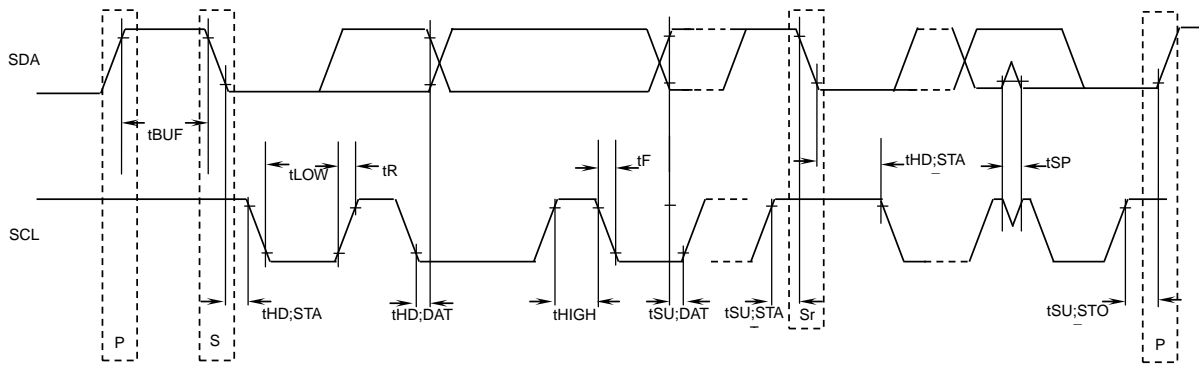 SDA
tBUF
tLOW
tR
tF
tHD;STA
tSP
SCL
tHD;STA
tHD;DAT
tHIGH
tSU;DAT
tSU;STA
Sr
tSU;STO
P
S
P